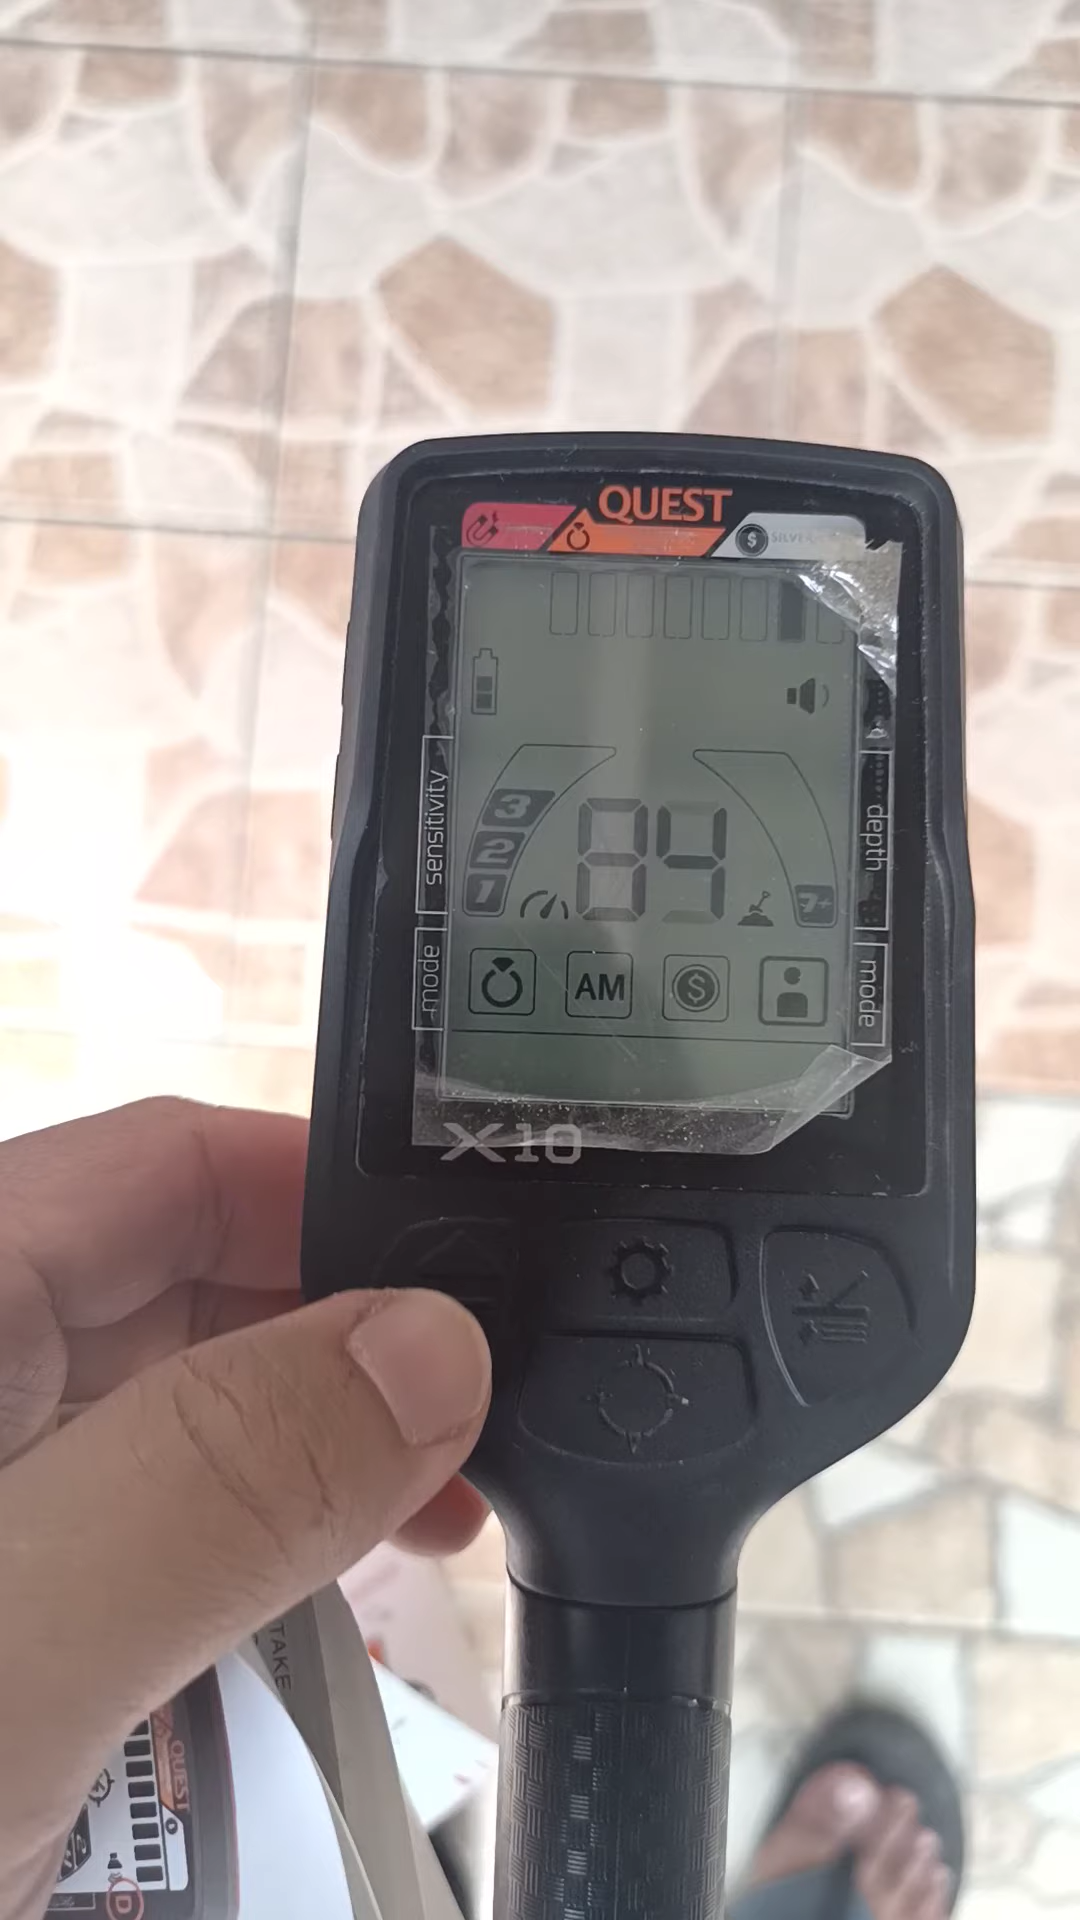 QUEST
SILVER
sensitivity
depth
3
2
1
84
7+
mode
AM
$
mode
X10
TAKE
QUEST
D